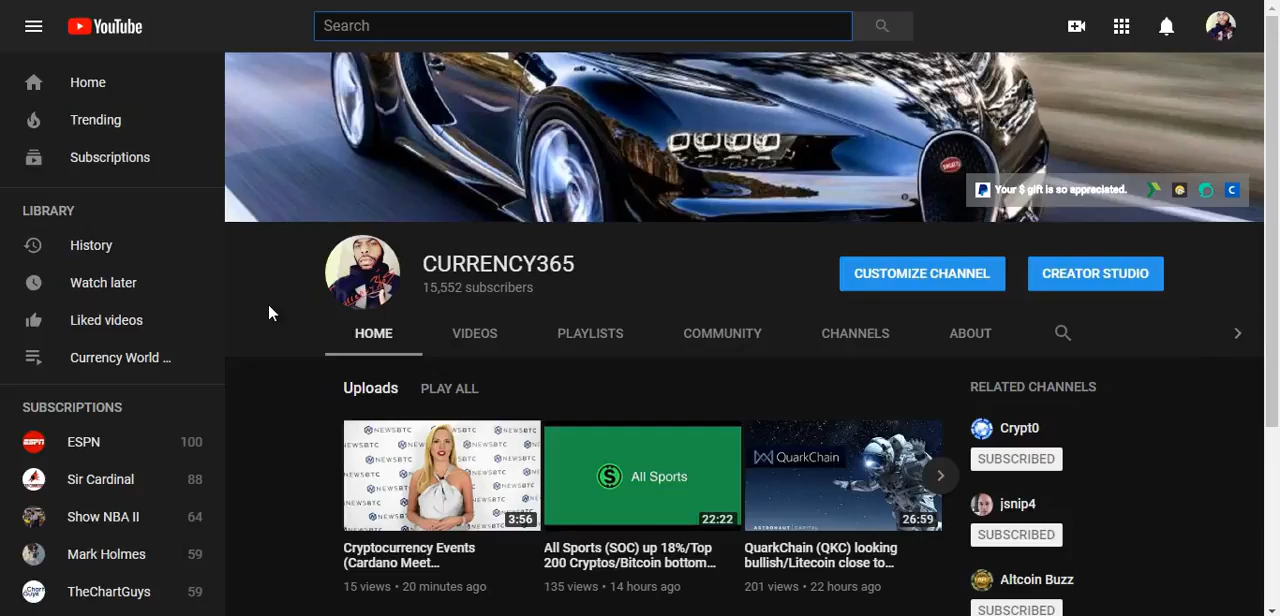 YouTube
Search
Home
Trending
Subscriptions
LIBRARY
History
Watch later
Liked videos
Currency World ...
SUBSCRIPTIONS
ESPN 100
Sir Cardinal 88
Show NBA II 64
Mark Holmes 59
TheChartGuys 59
Your $ gift is so appreciated.
CURRENCY365
15,552 subscribers
CUSTOMIZE CHANNEL
CREATOR STUDIO
HOME
VIDEOS
PLAYLISTS
COMMUNITY
CHANNELS
ABOUT
Uploads PLAY ALL
NEWSBTC
3:56
Cryptocurrency Events
(Cardano Meet...
15 views • 20 minutes ago
All Sports
22:22
All Sports (SOC) up 18%/Top
200 Cryptos/Bitcoin bottom...
135 views • 14 hours ago
QuarkChain
ASTRONAUT CAPITAL
26:59
QuarkChain (QKC) looking
bullish/Litecoin close to...
201 views • 22 hours ago
RELATED CHANNELS
Crypt0
SUBSCRIBED
jsnip4
SUBSCRIBED
Altcoin Buzz
SUBSCRIBED